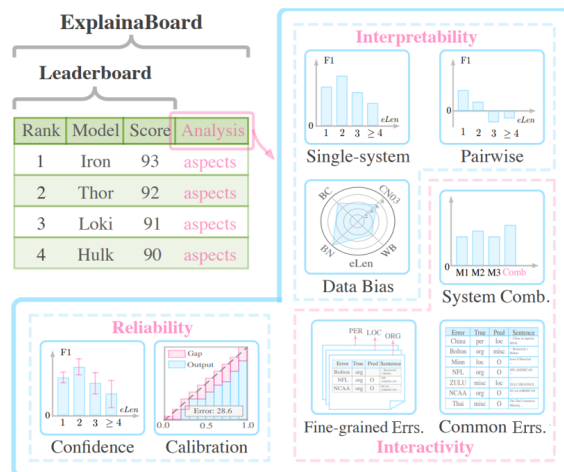 ExplainaBoard
Leaderboard
Rank Model Score Analysis
1 Iron 93 aspects
2 Thor 92 aspects
3 Loki 91 aspects
4 Hulk 90 aspects
Interpretability
F1
0
1 2 3 ≥ 4
eLen
Single-system
F1
0
1 2 3 ≥ 4
eLen
Pairwise
BC
CN03
BN
WB
eLen
Data Bias
M1 M2 M3 Comb
System Comb.
Reliability
F1
0
1 2 3 ≥ 4
eLen
Confidence
Gap
Output
Error: 28.6
0.0 0.5 1.0
Calibration
PER LOC ORG
Error True Pred Sentence
Bolton org
NFL org O
NCAA org O
Fine-grained Errs.
Error True Pred Sentence
China per loc
Bolton org misc
Minn loc O
NFL org O
ZULU misc loc
NCAA org O
Thai misc O
Common Errs.
Interactivity